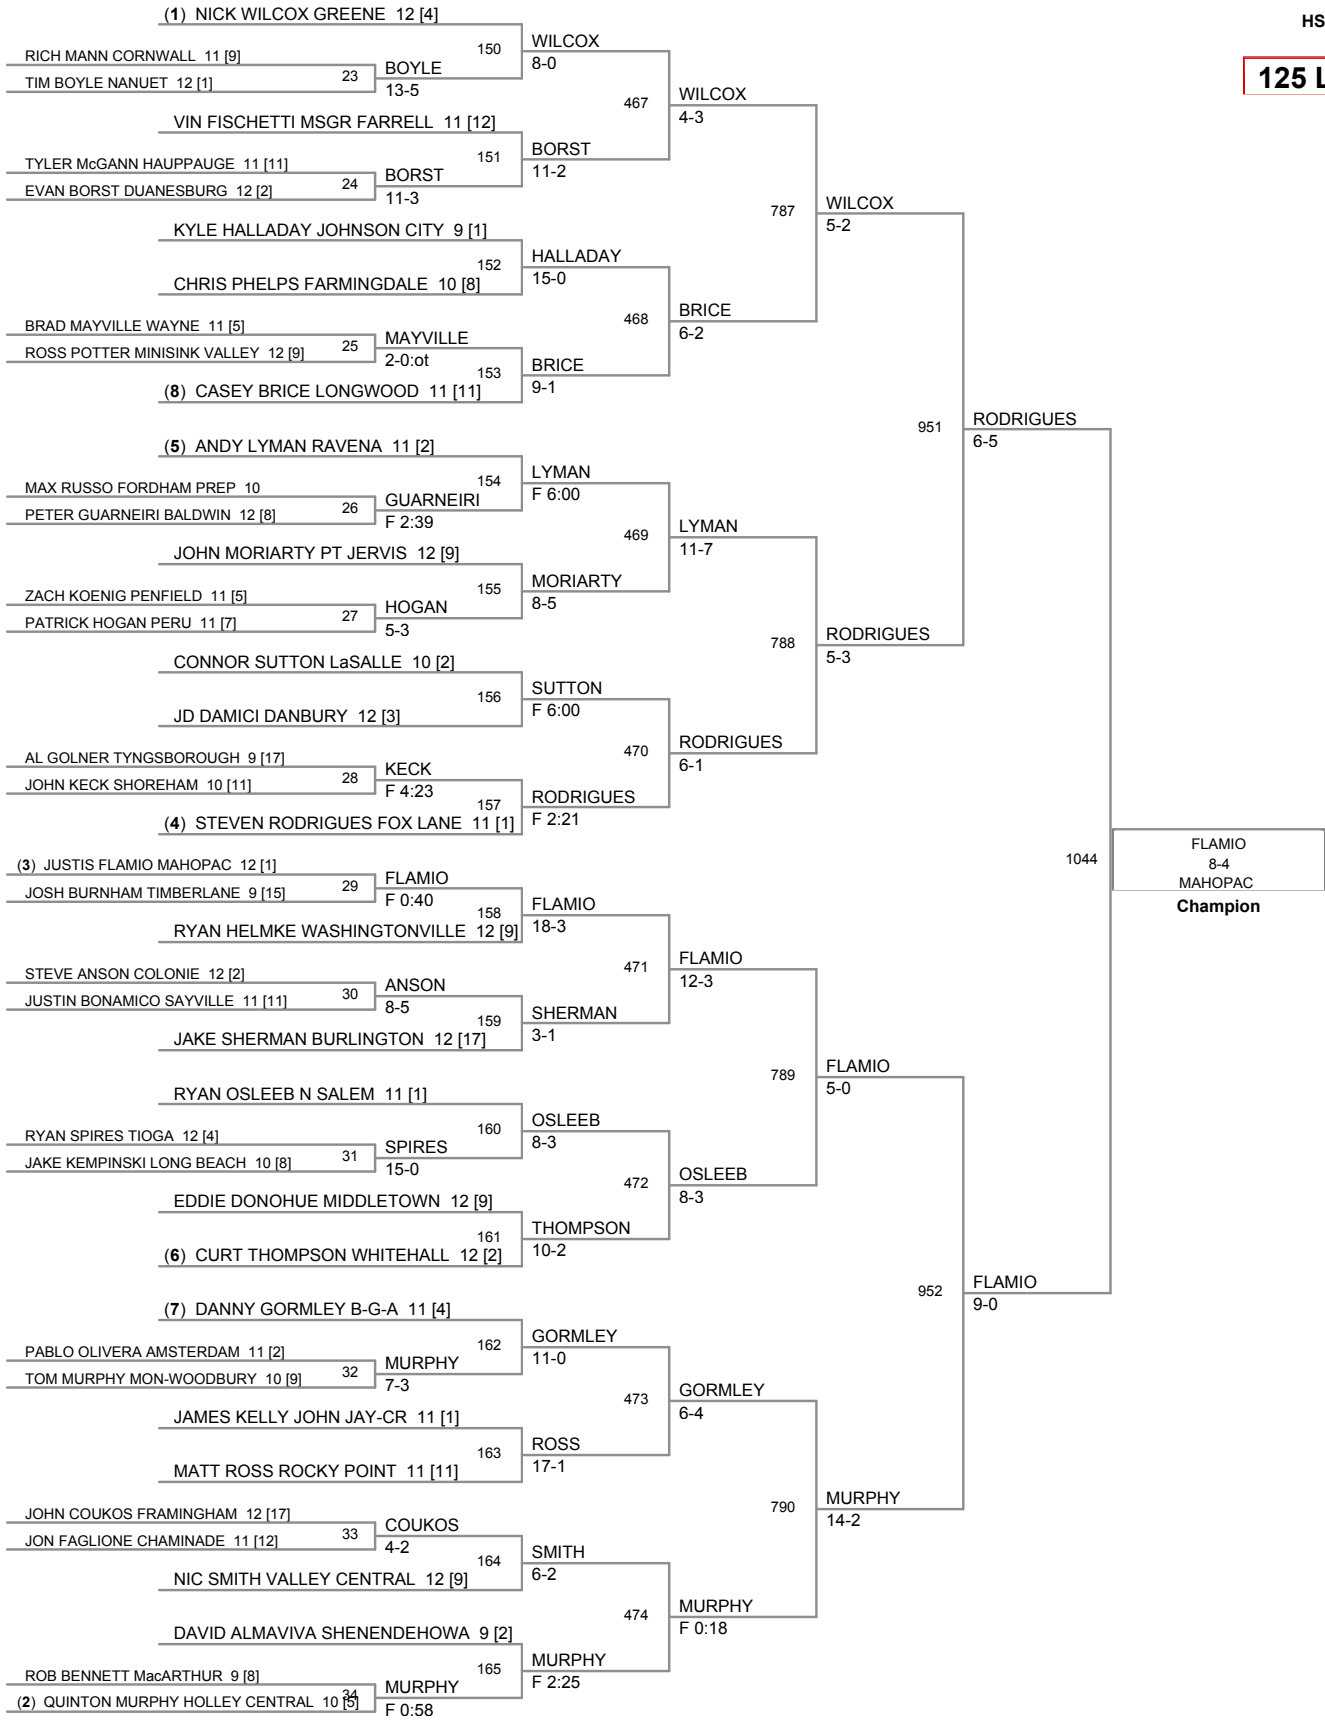 HS
125 L
(1) NICK WILCOX GREENE 12 [4]
RICH MANN CORNWALL 11 [9]
TIM BOYLE NANUET 12 [1]
23
BOYLE
13-5
150
WILCOX
8-0
VIN FISCHETTI MSGR FARRELL 11 [12]
TYLER McGANN HAUPPAUGE 11 [11]
EVAN BORST DUANESBURG 12 [2]
24
BORST
11-3
151
BORST
11-2
467
WILCOX
4-3
KYLE HALLADAY JOHNSON CITY 9 [1]
CHRIS PHELPS FARMINGDALE 10 [8]
152
HALLADAY
15-0
BRAD MAYVILLE WAYNE 11 [5]
ROSS POTTER MINISINK VALLEY 12 [9]
25
MAYVILLE
2-0:ot
(8) CASEY BRICE LONGWOOD 11 [11]
153
BRICE
9-1
468
BRICE
6-2
787
WILCOX
5-2
(5) ANDY LYMAN RAVENA 11 [2]
MAX RUSSO FORDHAM PREP 10
PETER GUARNEIRI BALDWIN 12 [8]
26
GUARNEIRI
F 2:39
154
LYMAN
F 6:00
JOHN MORIARTY PT JERVIS 12 [9]
ZACH KOENIG PENFIELD 11 [5]
PATRICK HOGAN PERU 11 [7]
27
HOGAN
5-3
155
MORIARTY
8-5
469
LYMAN
11-7
CONNOR SUTTON LaSALLE 10 [2]
JD DAMICI DANBURY 12 [3]
156
SUTTON
F 6:00
AL GOLNER TYNGSBOROUGH 9 [17]
JOHN KECK SHOREHAM 10 [11]
28
KECK
F 4:23
(4) STEVEN RODRIGUES FOX LANE 11 [1]
157
RODRIGUES
F 2:21
470
RODRIGUES
6-1
788
RODRIGUES
5-3
951
RODRIGUES
6-5
(3) JUSTIS FLAMIO MAHOPAC 12 [1]
JOSH BURNHAM TIMBERLANE 9 [15]
29
FLAMIO
F 0:40
RYAN HELMKE WASHINGTONVILLE 12 [9]
158
FLAMIO
18-3
STEVE ANSON COLONIE 12 [2]
JUSTIN BONAMICO SAYVILLE 11 [11]
30
ANSON
8-5
JAKE SHERMAN BURLINGTON 12 [17]
159
SHERMAN
3-1
471
FLAMIO
12-3
RYAN OSLEEB N SALEM 11 [1]
RYAN SPIRES TIOGA 12 [4]
JAKE KEMPINSKI LONG BEACH 10 [8]
31
SPIRES
15-0
160
OSLEEB
8-3
EDDIE DONOHUE MIDDLETOWN 12 [9]
(6) CURT THOMPSON WHITEHALL 12 [2]
161
THOMPSON
10-2
472
OSLEEB
8-3
789
FLAMIO
5-0
(7) DANNY GORMLEY B-G-A 11 [4]
PABLO OLIVERA AMSTERDAM 11 [2]
TOM MURPHY MON-WOODBURY 10 [9]
32
MURPHY
7-3
162
GORMLEY
11-0
JAMES KELLY JOHN JAY-CR 11 [1]
MATT ROSS ROCKY POINT 11 [11]
163
ROSS
17-1
473
GORMLEY
6-4
JOHN COUKOS FRAMINGHAM 12 [17]
JON FAGLIONE CHAMINADE 11 [12]
33
COUKOS
4-2
NIC SMITH VALLEY CENTRAL 12 [9]
164
SMITH
6-2
DAVID ALMAVIVA SHENENDEHOWA 9 [2]
ROB BENNETT MacARTHUR 9 [8]
(2) QUINTON MURPHY HOLLEY CENTRAL 10 [5]
34
MURPHY
F 0:58
165
MURPHY
F 2:25
474
MURPHY
F 0:18
790
MURPHY
14-2
952
FLAMIO
9-0
1044
FLAMIO
8-4
MAHOPAC
Champion